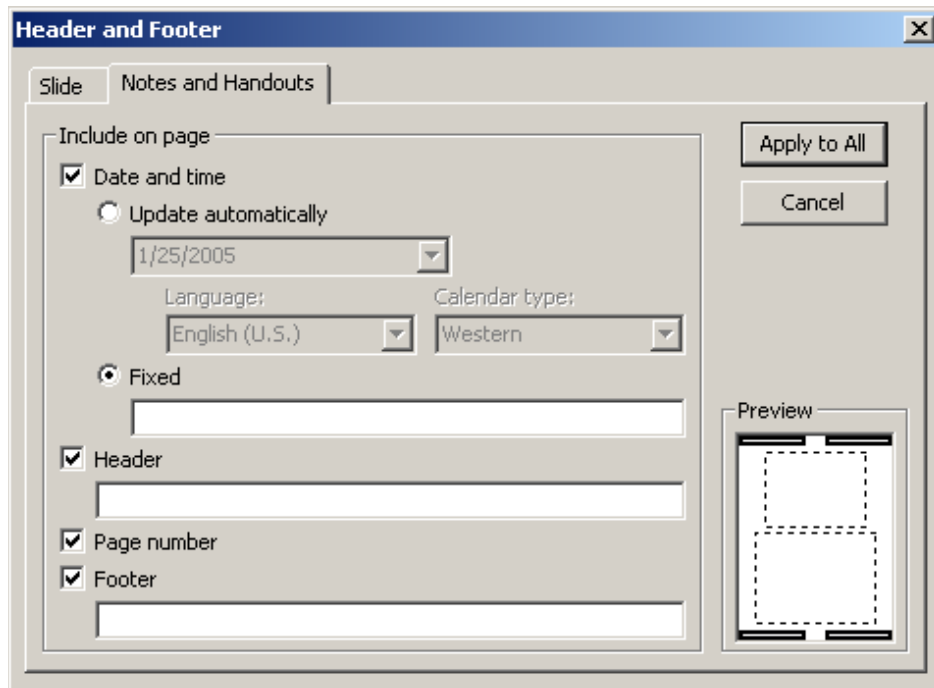 Header and Footer
Slide
Notes and Handouts
Include on page
Date and time
Update automatically
1/25/2005
Language:
Calendar type:
English (U.S.)
Western
Fixed
Header
Page number
Footer
Apply to All
Cancel
Preview